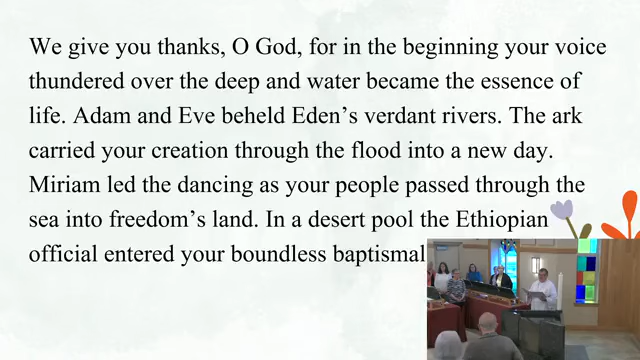 We give you thanks, O God, for in the beginning your voice
thundered over the deep and water became the essence of
life. Adam and Eve beheld Eden’s verdant rivers. The ark
carried your creation through the flood into a new day.
Miriam led the dancing as your people passed through the
sea into freedom’s land. In a desert pool the Ethiopian
official entered your boundless baptismal